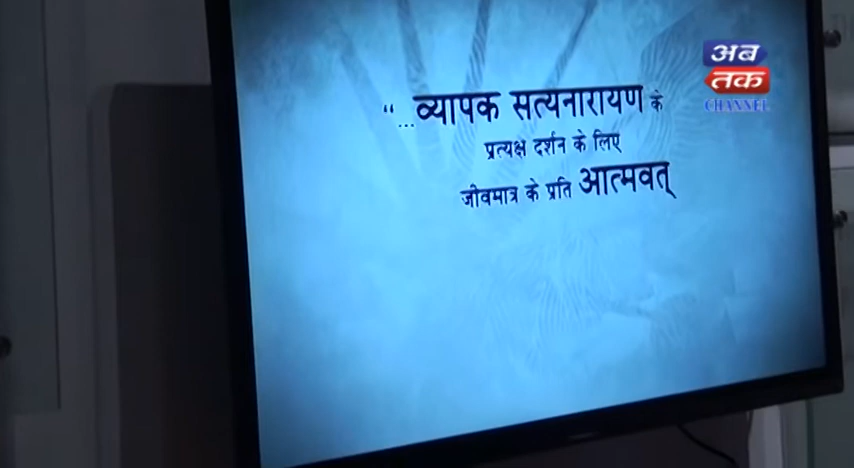 “...व्यापक सत्यनारायण के
प्रत्यक्ष दर्शन के लिए
जीवमात्र के प्रति आत्मवत्
अब
तक
CHANNEL